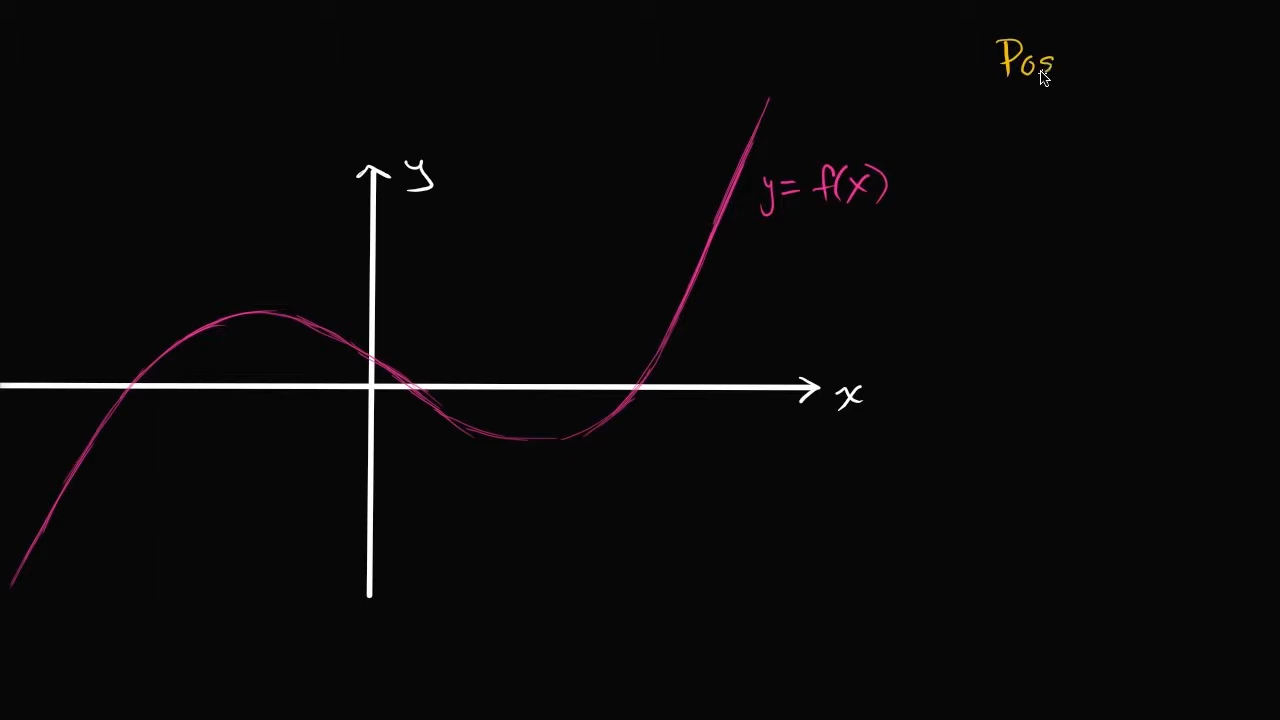 Pos
y
y = f(x)
x